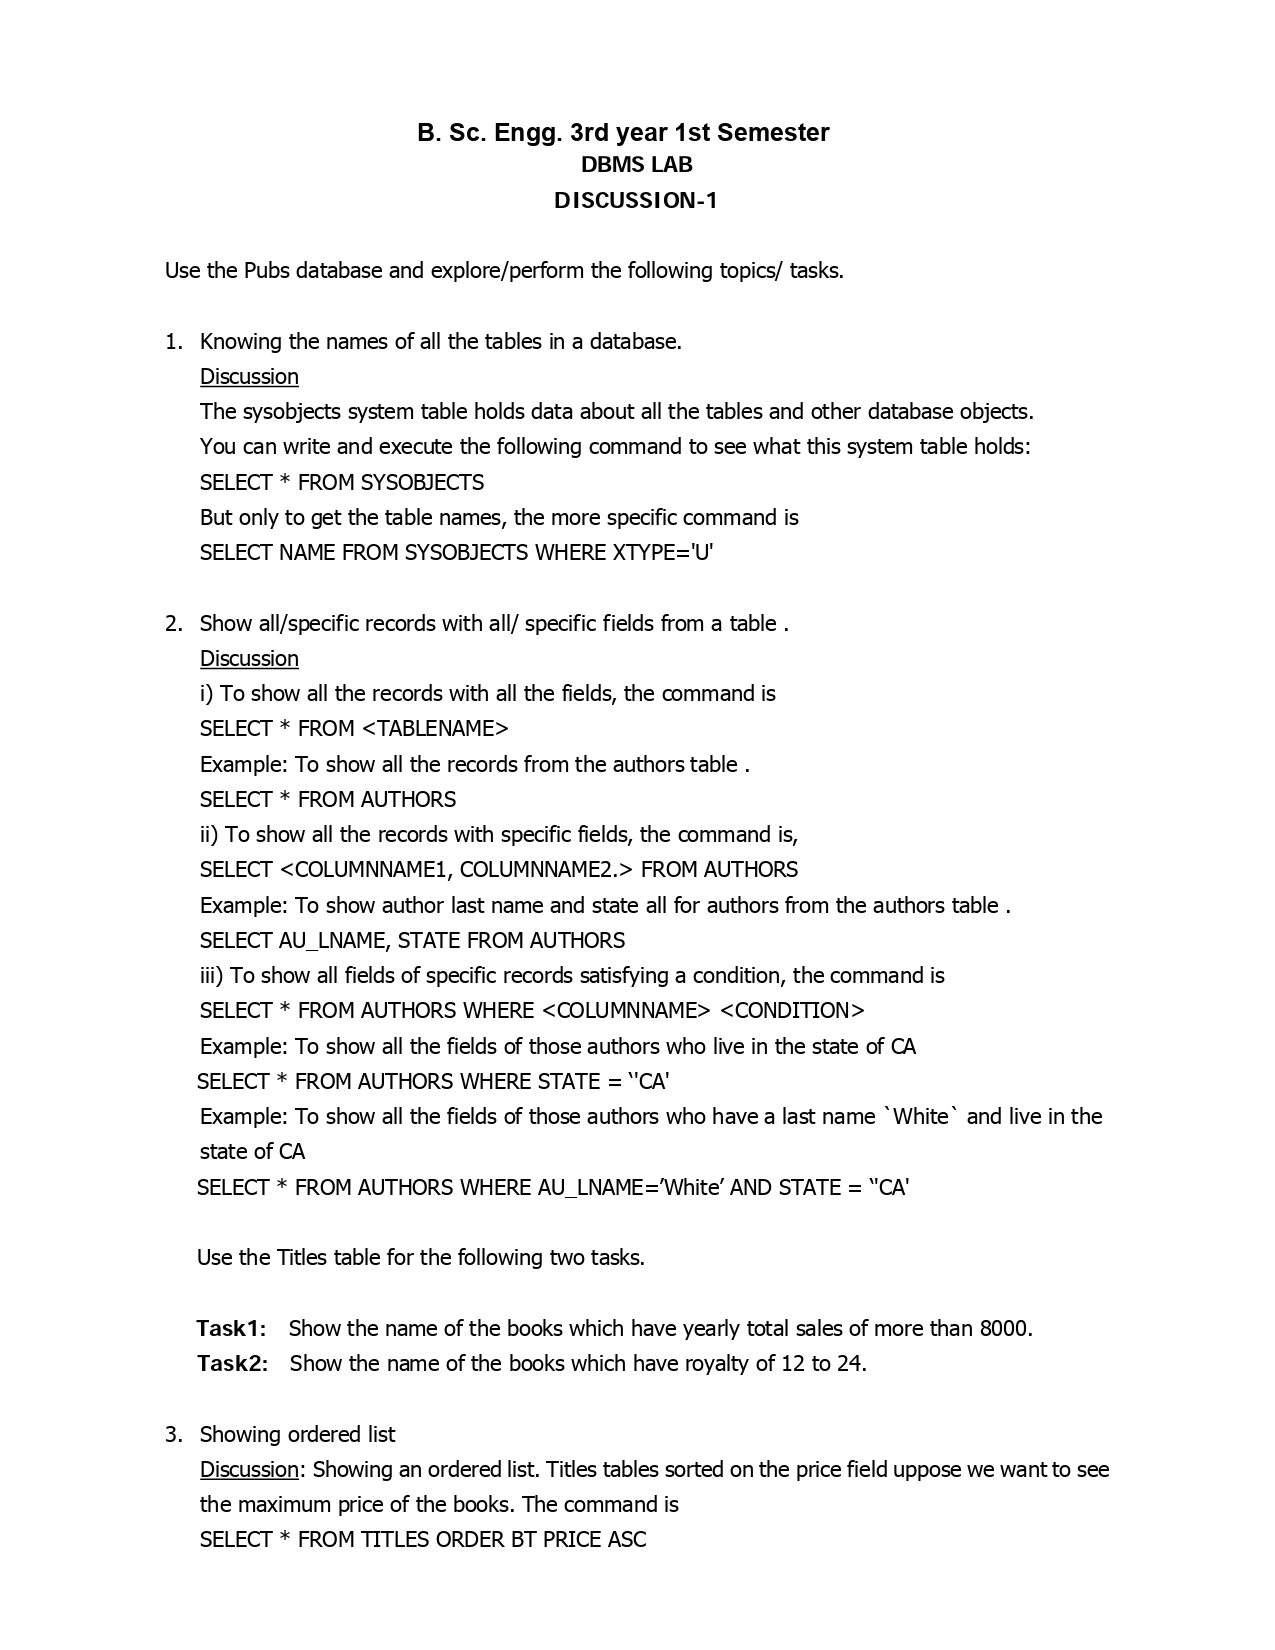 B. Sc. Engg. 3rd year 1st Semester
DBMS LAB
DISCUSSION-1
Use the Pubs database and explore/perform the following topics/ tasks.
1. Knowing the names of all the tables in a database.
Discussion
The sysobjects system table holds data about all the tables and other database objects.
You can write and execute the following command to see what this system table holds:
SELECT * FROM SYSOBJECTS
But only to get the table names, the more specific command is
SELECT NAME FROM SYSOBJECTS WHERE XTYPE='U'
2. Show all/specific records with all/ specific fields from a table .
Discussion
i) To show all the records with all the fields, the command is
SELECT * FROM <TABLENAME>
Example: To show all the records from the authors table .
SELECT * FROM AUTHORS
ii) To show all the records with specific fields, the command is,
SELECT <COLUMNNAME1, COLUMNNAME2.> FROM AUTHORS
Example: To show author last name and state all for authors from the authors table .
SELECT AU_LNAME, STATE FROM AUTHORS
iii) To show all fields of specific records satisfying a condition, the command is
SELECT * FROM AUTHORS WHERE <COLUMNNAME> <CONDITION>
Example: To show all the fields of those authors who live in the state of CA
SELECT * FROM AUTHORS WHERE STATE = ‘'CA'
Example: To show all the fields of those authors who have a last name `White` and live in the
state of CA
SELECT * FROM AUTHORS WHERE AU_LNAME=’White’ AND STATE = ‘'CA'
Use the Titles table for the following two tasks.
Task1: Show the name of the books which have yearly total sales of more than 8000.
Task2: Show the name of the books which have royalty of 12 to 24.
3. Showing ordered list
Discussion: Showing an ordered list. Titles tables sorted on the price field uppose we want to see
the maximum price of the books. The command is
SELECT * FROM TITLES ORDER BT PRICE ASC